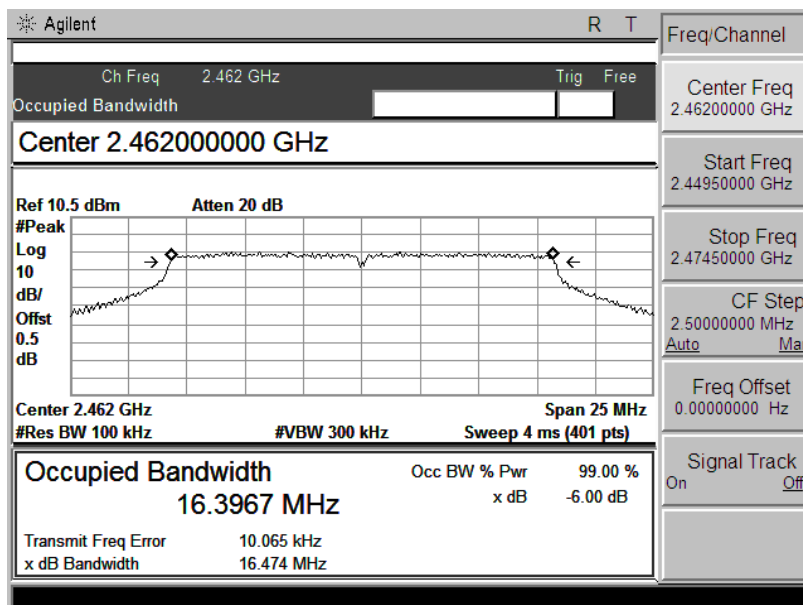 Agilent R T
Ch Freq 2.462 GHz Trig Free
Occupied Bandwidth
Center 2.462000000 GHz
Ref 10.5 dBm Atten 20 dB
#Peak
Log
10
dB/
Offst
0.5
dB
Center 2.462 GHz Span 25 MHz
#Res BW 100 kHz #VBW 300 kHz Sweep 4 ms (401 pts)
Occupied Bandwidth Occ BW % Pwr 99.00 %
16.3967 MHz x dB -6.00 dB
Transmit Freq Error 10.065 kHz
x dB Bandwidth 16.474 MHz
Freq/Channel
Center Freq
2.46200000 GHz
Start Freq
2.44950000 GHz
Stop Freq
2.47450000 GHz
CF Step
2.50000000 MHz
Auto Ma
Freq Offset
0.00000000 Hz
Signal Track
On Off